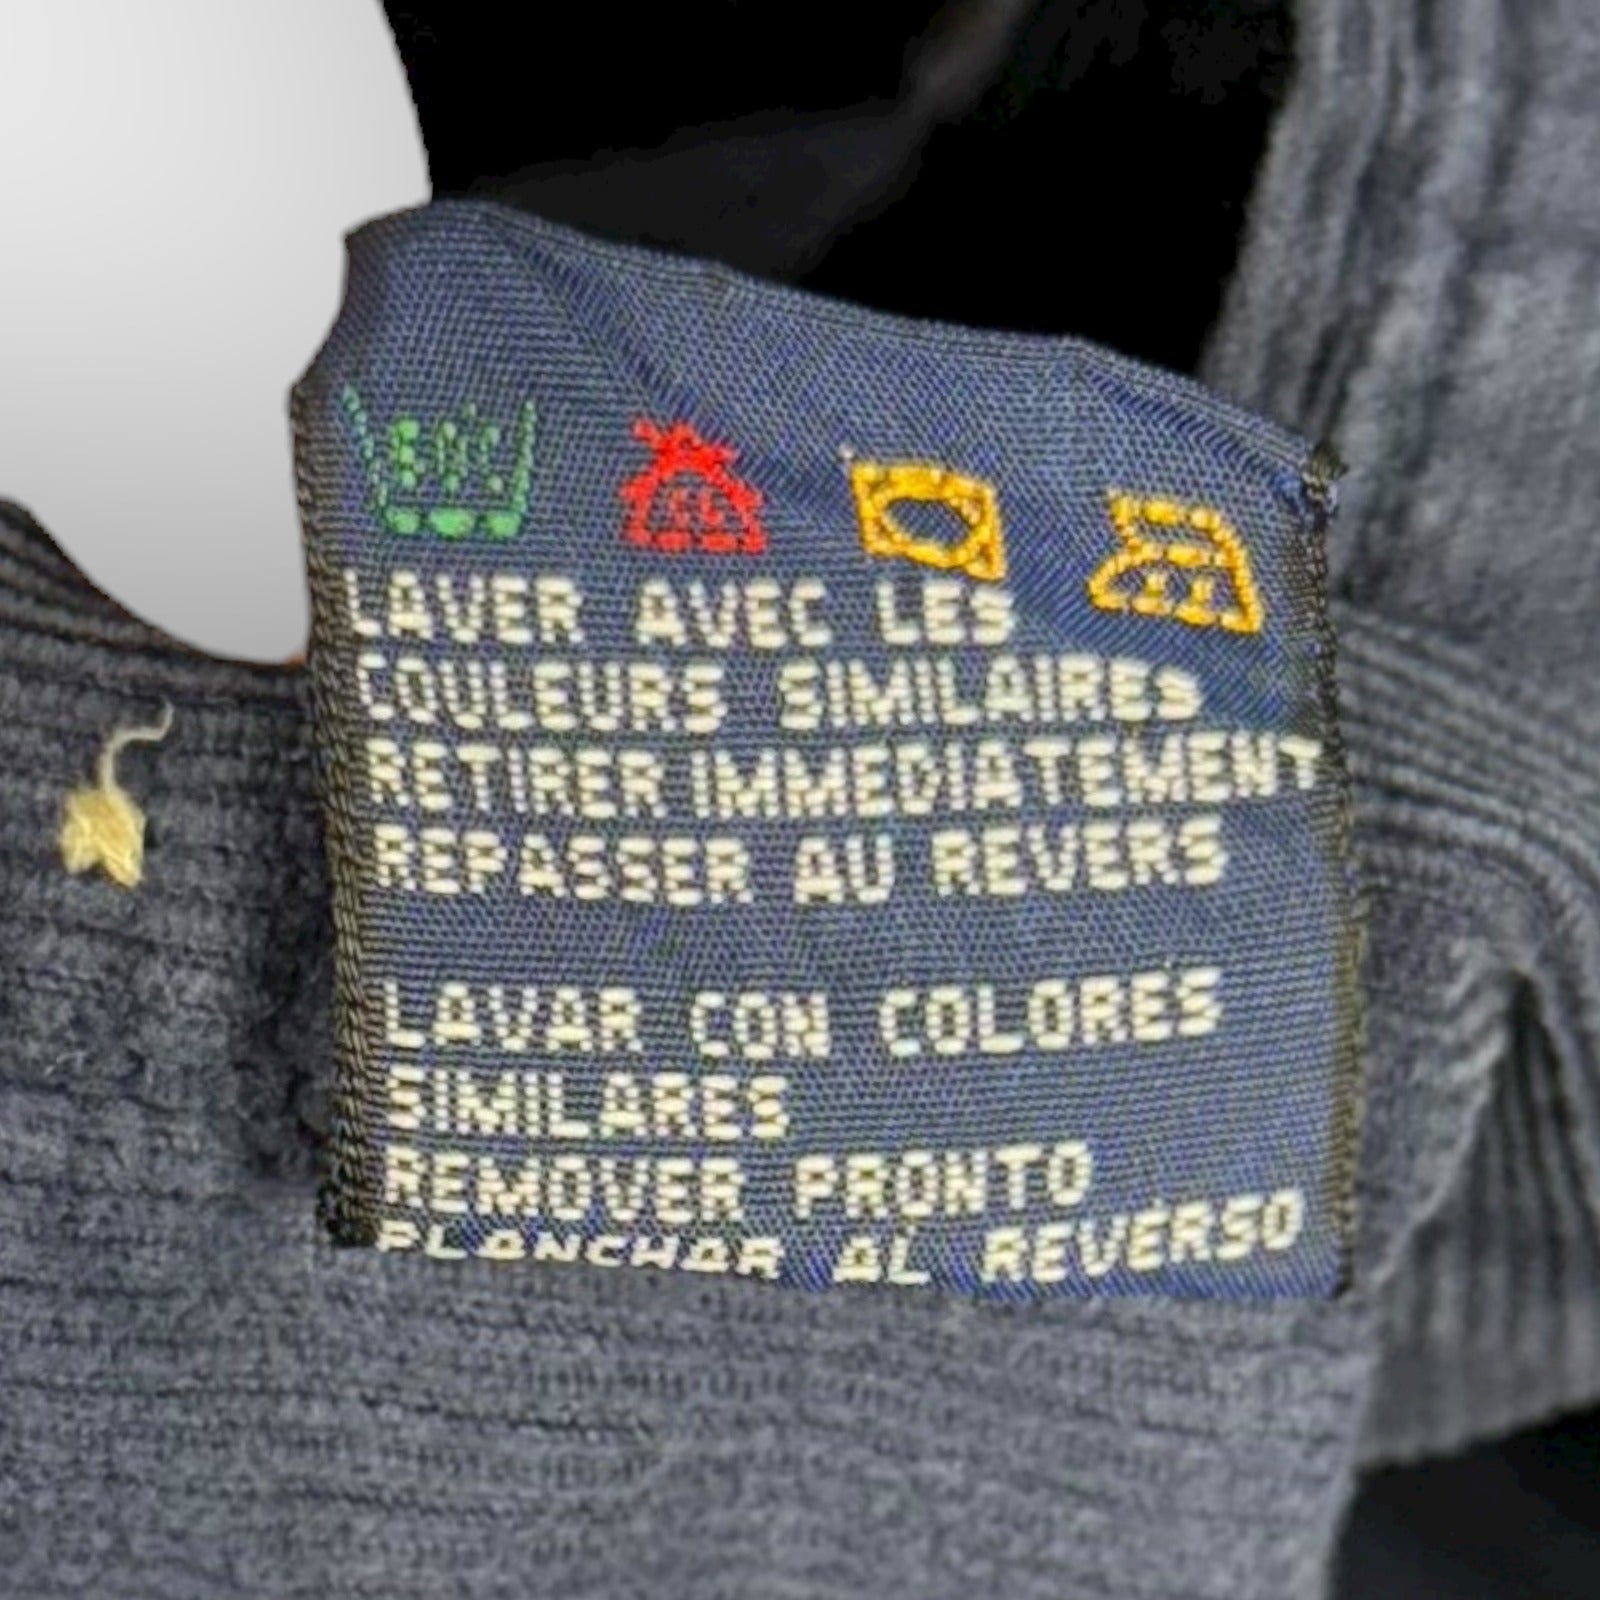 LAVER AVEC LES
COULEURS SIMILAIRES
RETIRER IMMEDIATEMENT
REPASSER AU REVERS
LAVAR CON COLORES
SIMILARES
REMOVER PRONTO
PLANCHAR AL REVERSO